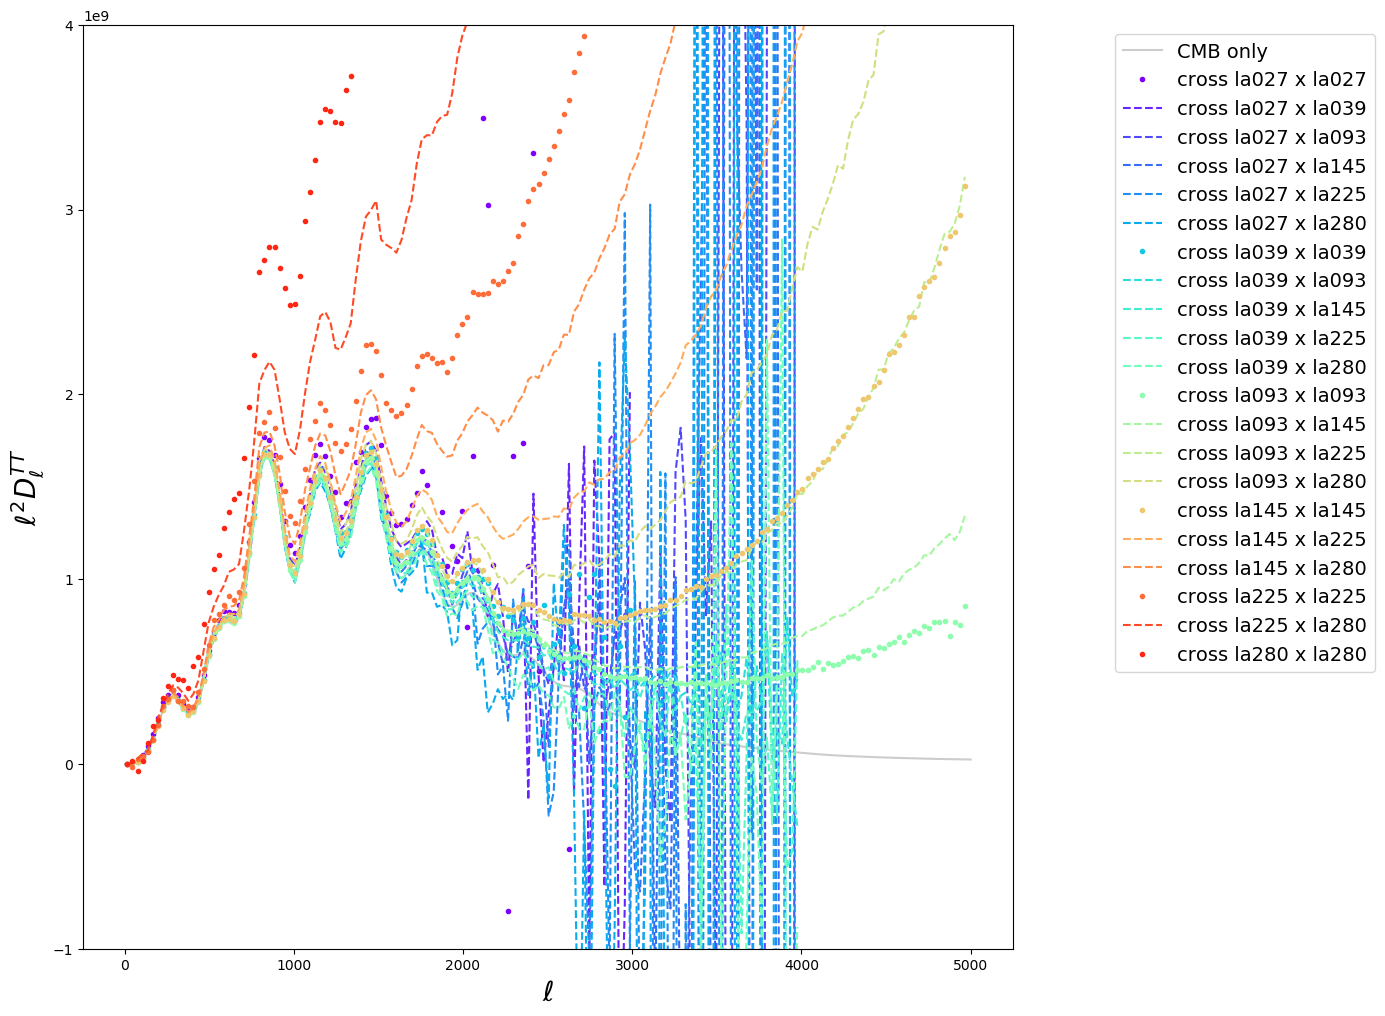 1e9
4
3
2
1
0
−1
ℓ²D_ℓ^{TT}
0 1000 2000 3000 4000 5000
ℓ
CMB only
cross la027 x la027
cross la027 x la039
cross la027 x la093
cross la027 x la145
cross la027 x la225
cross la027 x la280
cross la039 x la039
cross la039 x la093
cross la039 x la145
cross la039 x la225
cross la039 x la280
cross la093 x la093
cross la093 x la145
cross la093 x la225
cross la093 x la280
cross la145 x la145
cross la145 x la225
cross la145 x la280
cross la225 x la225
cross la225 x la280
cross la280 x la280